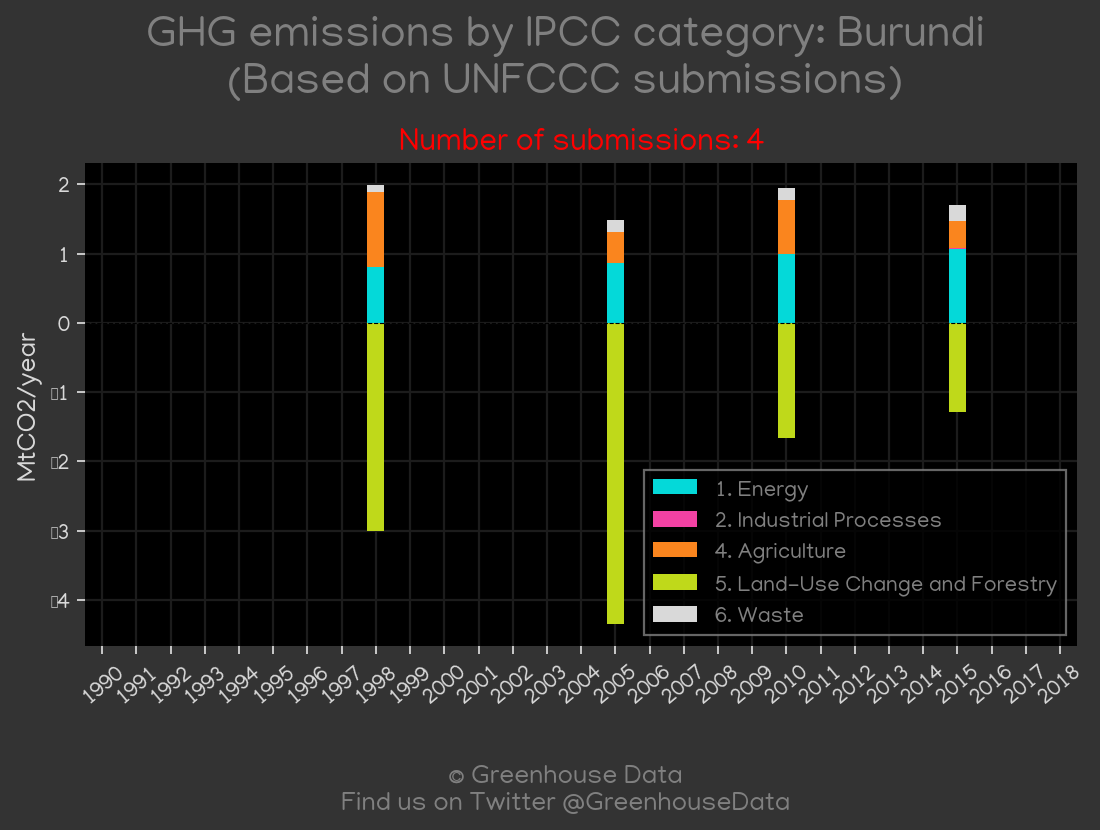 GHG emissions by IPCC category: Burundi
(Based on UNFCCC submissions)
Number of submissions: 4
MtCO2/year
2
1
0
▯1
▯2
▯3
▯4
1. Energy
2. Industrial Processes
4. Agriculture
5. Land-Use Change and Forestry
6. Waste
1990 1991 1992 1993 1994 1995 1996 1997 1998 1999 2000 2001 2002 2003 2004 2005 2006 2007 2008 2009 2010 2011 2012 2013 2014 2015 2016 2017 2018
© Greenhouse Data
Find us on Twitter @GreenhouseData